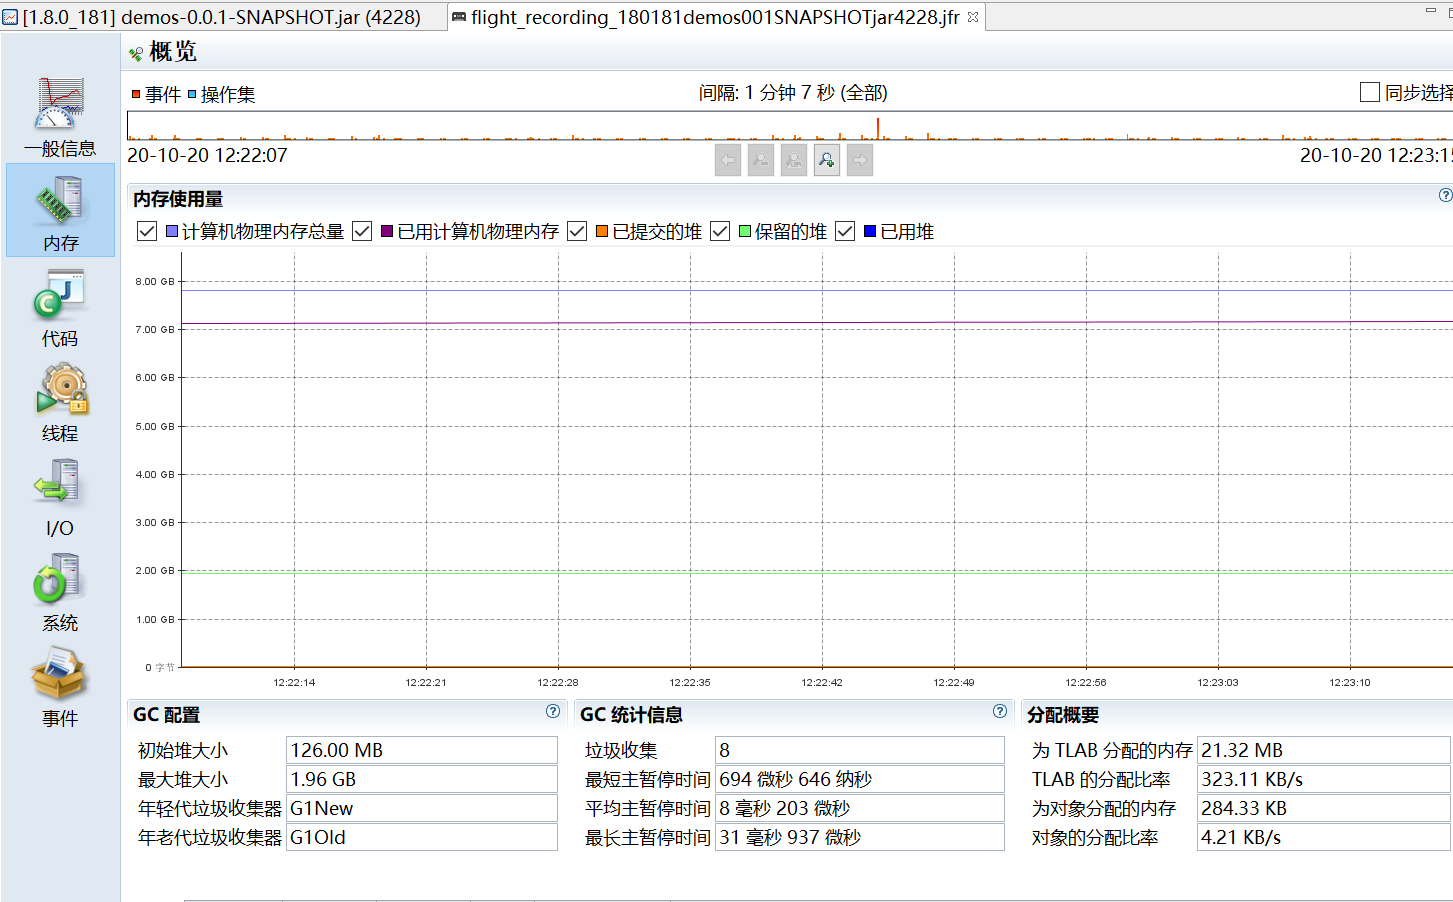 [1.8.0_181] demos-0.0.1-SNAPSHOT.jar (4228) flight_recording_180181demos001SNAPSHOTjar4228.jfr
概览
事件 操作集 间隔: 1 分钟 7 秒 (全部) 同步选择
20-10-20 12:22:07 20-10-20 12:23:15
一般信息
内存
代码
线程
I/O
系统
事件
内存使用量
计算机物理内存总量 已用计算机物理内存 已提交的堆 保留的堆 已用堆
8.00 GB
7.00 GB
6.00 GB
5.00 GB
4.00 GB
3.00 GB
2.00 GB
1.00 GB
0 字节
12:22:14 12:22:21 12:22:28 12:22:35 12:22:42 12:22:49 12:22:56 12:23:03 12:23:10
GC 配置
初始堆大小 126.00 MB
最大堆大小 1.96 GB
年轻代垃圾收集器 G1New
年老代垃圾收集器 G1Old
GC 统计信息
垃圾收集 8
最短主暂停时间 694 微秒 646 纳秒
平均主暂停时间 8 毫秒 203 微秒
最长主暂停时间 31 毫秒 937 微秒
分配概要
为 TLAB 分配的内存 21.32 MB
TLAB 的分配比率 323.11 KB/s
为对象分配的内存 284.33 KB
对象的分配比率 4.21 KB/s